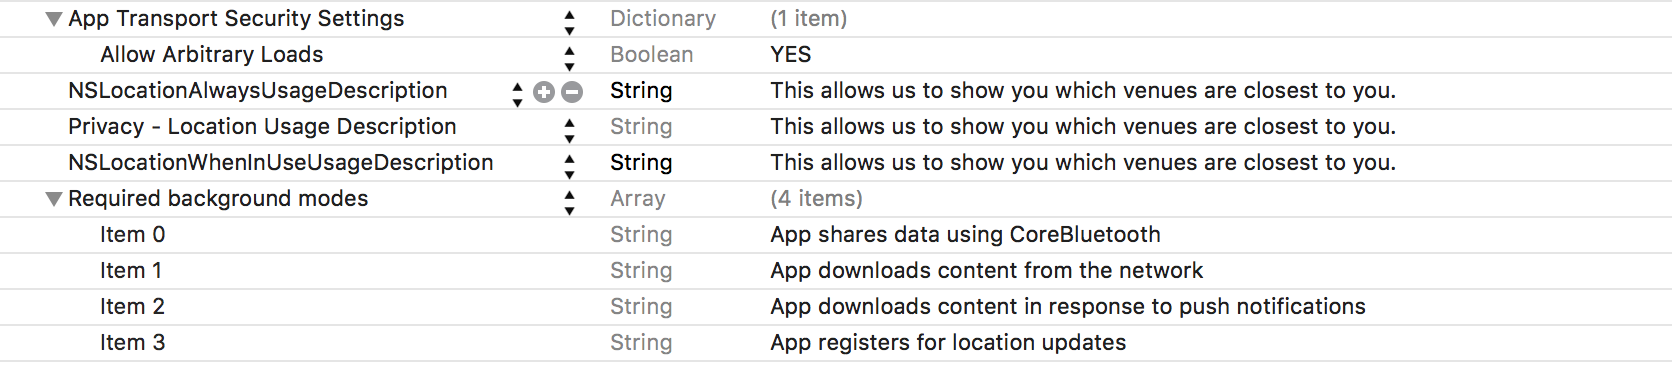 App Transport Security Settings Dictionary (1 item)
Allow Arbitrary Loads Boolean YES
NSLocationAlwaysUsageDescription String This allows us to show you which venues are closest to you.
Privacy - Location Usage Description String This allows us to show you which venues are closest to you.
NSLocationWhenInUseUsageDescription String This allows us to show you which venues are closest to you.
Required background modes Array (4 items)
Item 0 String App shares data using CoreBluetooth
Item 1 String App downloads content from the network
Item 2 String App downloads content in response to push notifications
Item 3 String App registers for location updates